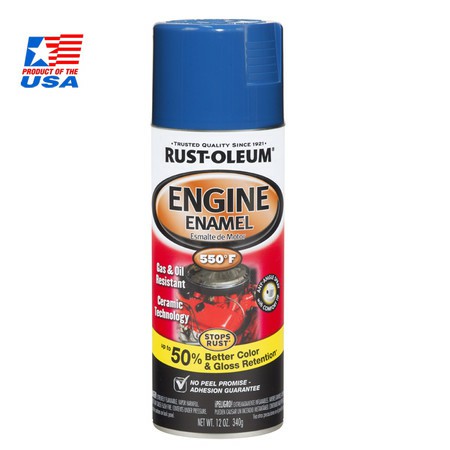 PRODUCT OF THE
USA
• TRUSTED QUALITY SINCE 1921 •
RUST-OLEUM®
ENGINE
ENAMEL
Esmalte de Motor
550°F
Gas & Oil
Resistant
Ceramic
Technology
STOPS
RUST®
up to 50% Better Color
& Gloss Retention*
NO PEEL PROMISE -
ADHESION GUARANTEE
¡PELIGRO!
NET WT. 12 OZ. 340g